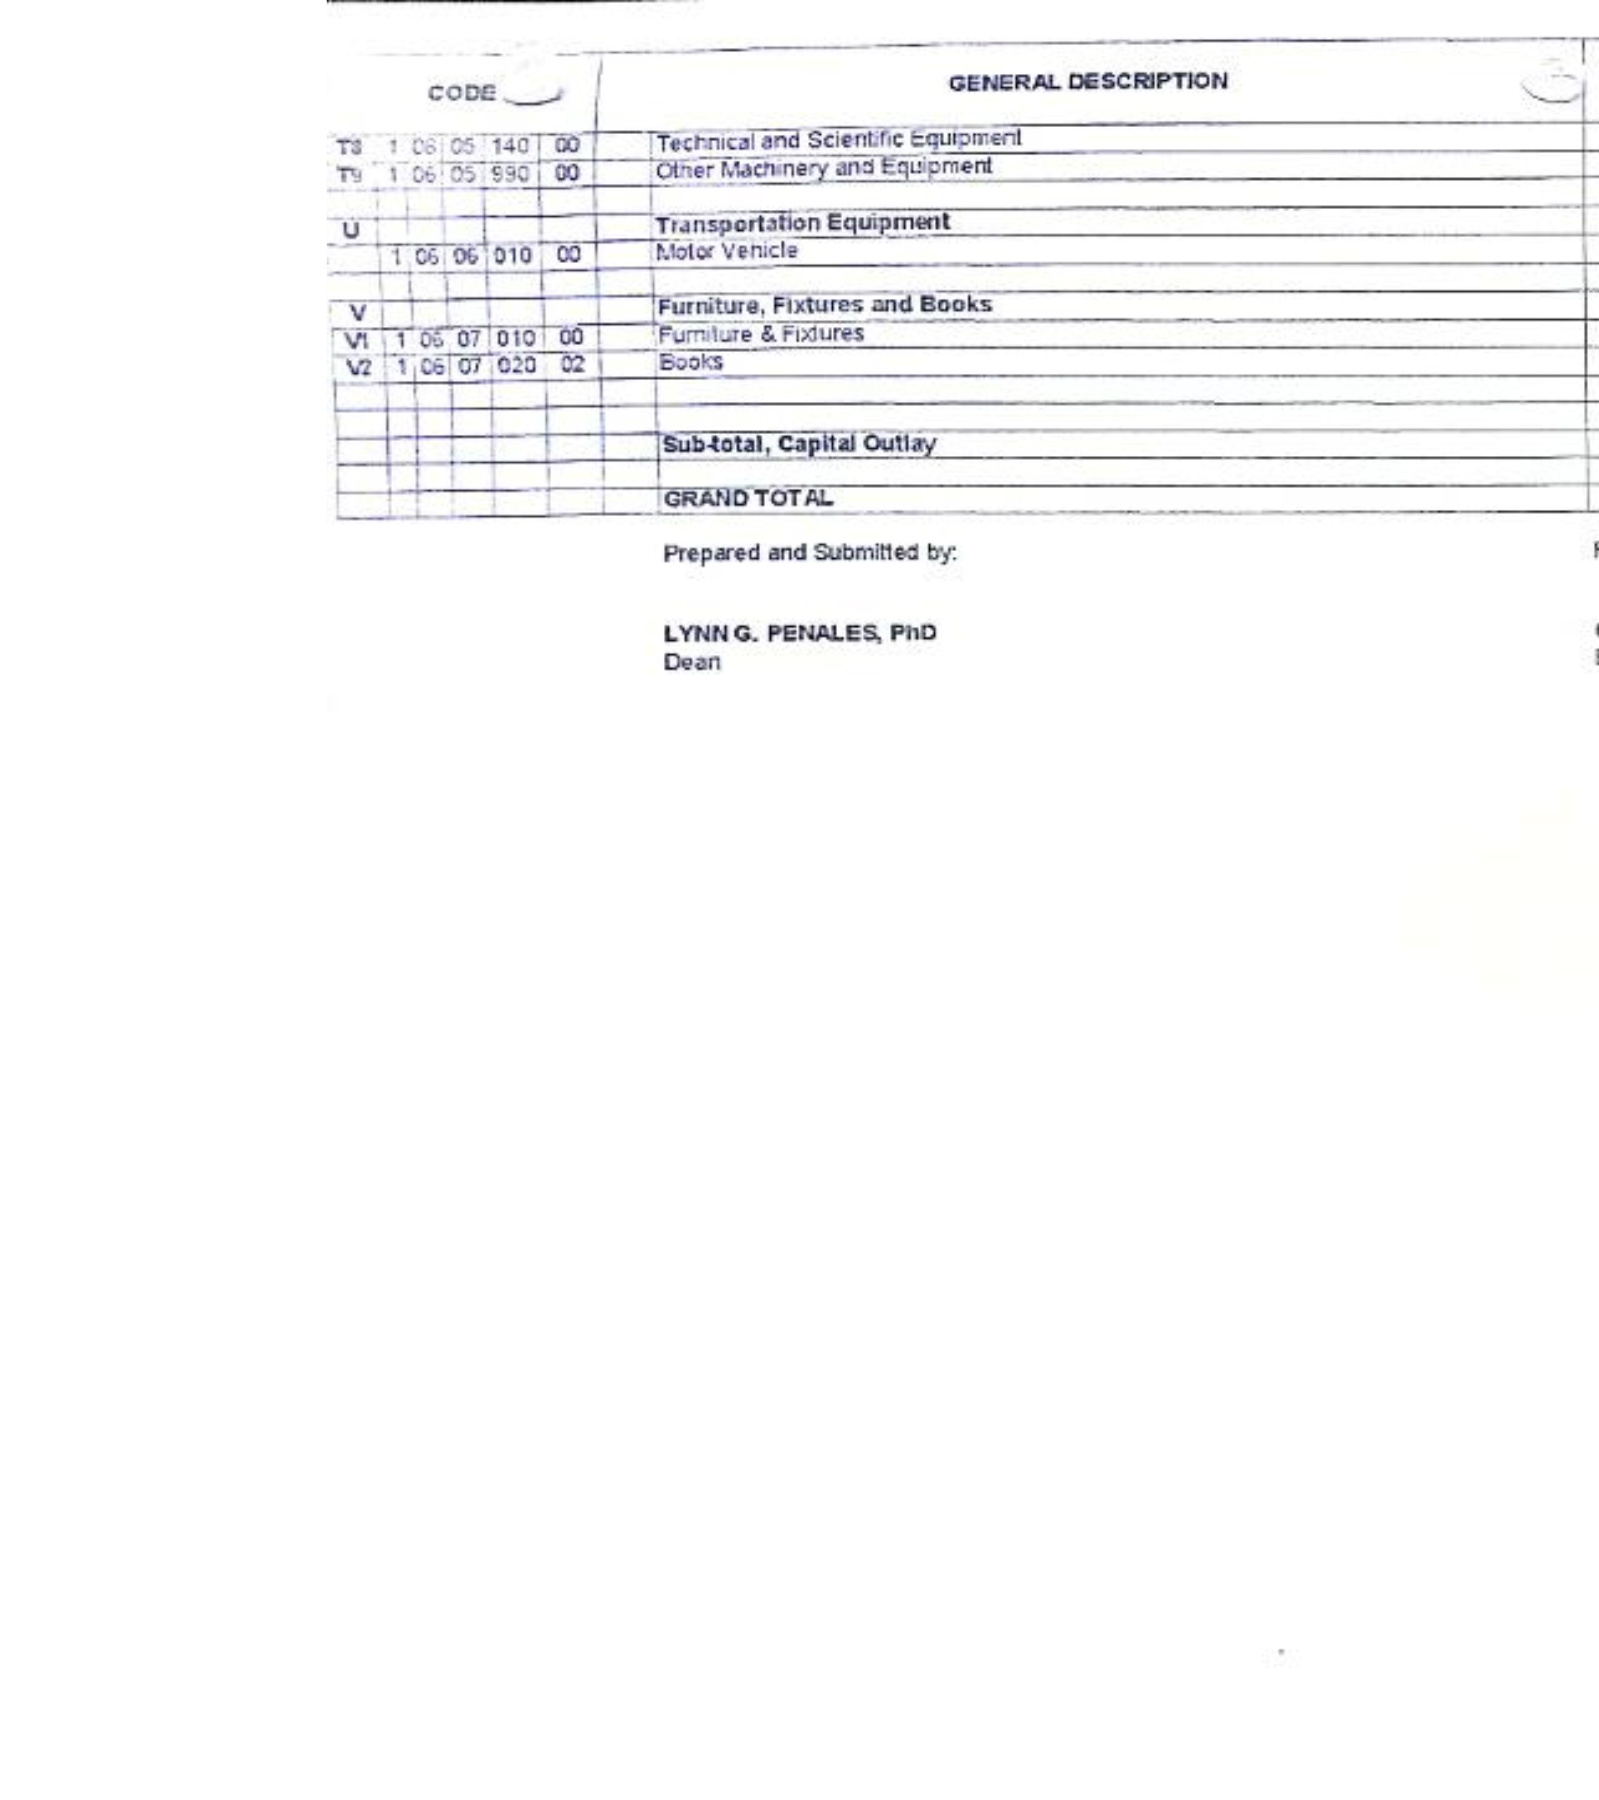 CODE GENERAL DESCRIPTION
T8 1 06 05 140 00 Technical and Scientific Equipment
T9 1 06 05 990 00 Other Machinery and Equipment
U Transportation Equipment
1 06 06 010 00 Motor Vehicle
V Furniture, Fixtures and Books
V1 1 06 07 010 00 Furniture & Fixtures
V2 1 06 07 020 02 Books
Sub-total, Capital Outlay
GRAND TOTAL
Prepared and Submitted by:
LYNN G. PENALES, PhD
Dean